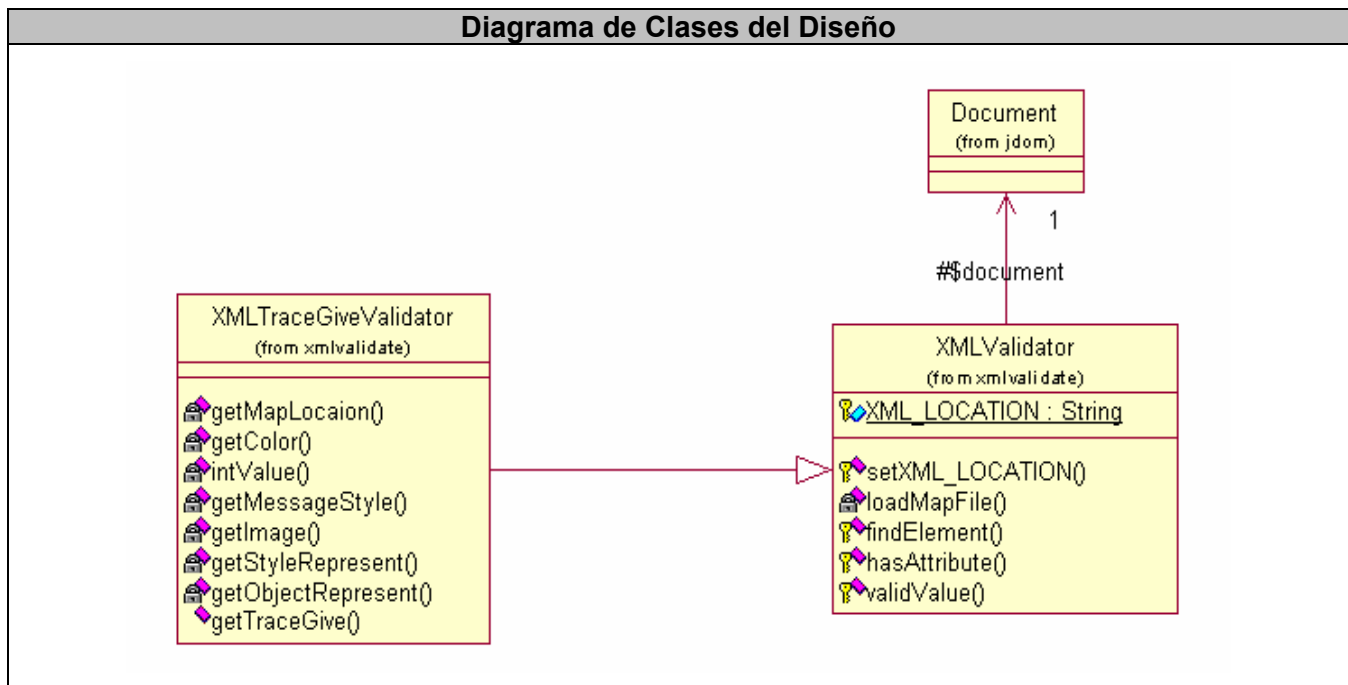 Diagrama de Clases del Diseño
Document
(from jdom)
1
#$document
XMLTraceGiveValidator
(from xmlvalidate)
getMapLocaion()
getColor()
intValue()
getMessageStyle()
getImage()
getStyleRepresent()
getObjectRepresent()
getTraceGive()
XMLValidator
(from xmlvalidate)
XML_LOCATION : String
setXML_LOCATION()
loadMapFile()
findElement()
hasAttribute()
validValue()